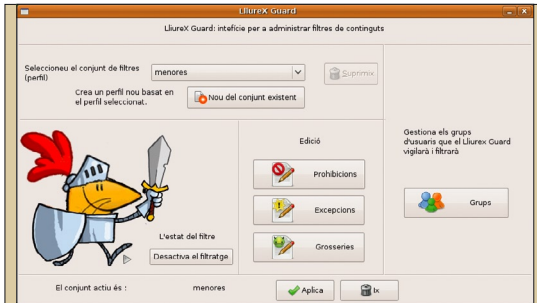 LliureX Guard
LliureX Guard: intefície per a administrar filtres de continguts
Seleccioneu el conjunt de filtres
(perfil)
menores
Suprimix
Crea un perfil nou basat en
el perfil seleccionat.
Nou del conjunt existent
Edició
Prohibicions
Excepcions
Grosseries
Gestiona els grups
d'usuaris que el Lliurex Guard
vigilarà i filtrarà
Grups
L'estat del filtre
Desactiva el filtratge
El conjunt actiu és :
menores
Aplica
Ix